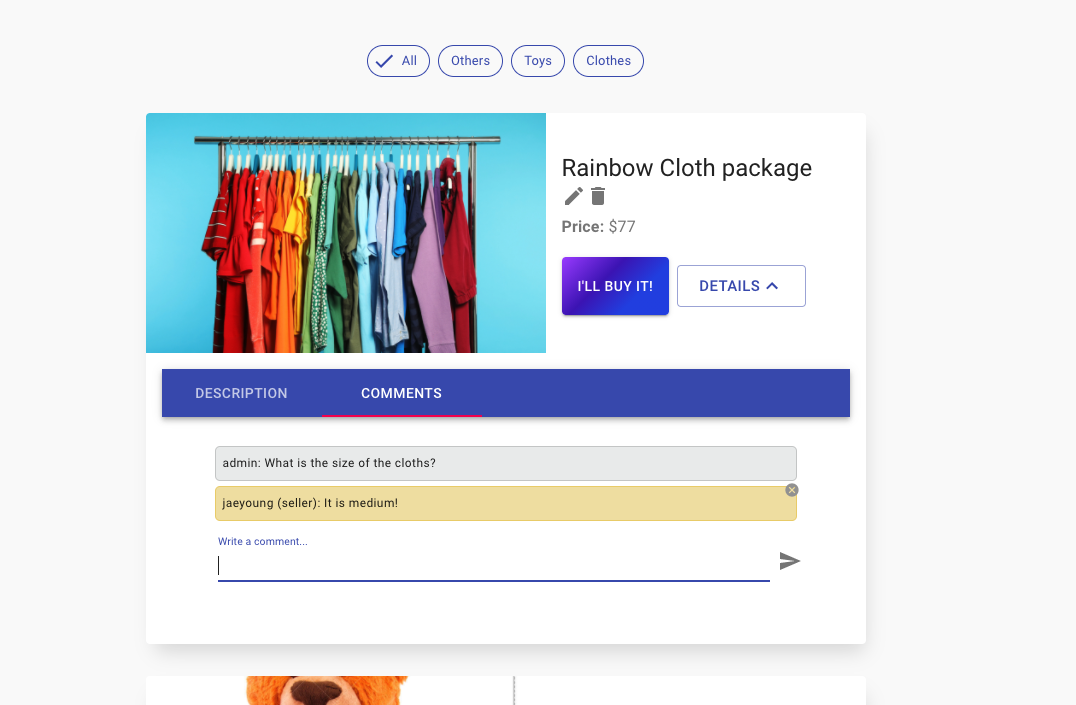 All
Others
Toys
Clothes
Rainbow Cloth package
Price: $77
I'LL BUY IT!
DETAILS
DESCRIPTION
COMMENTS
admin: What is the size of the cloths?
jaeyoung (seller): It is medium!
Write a comment...